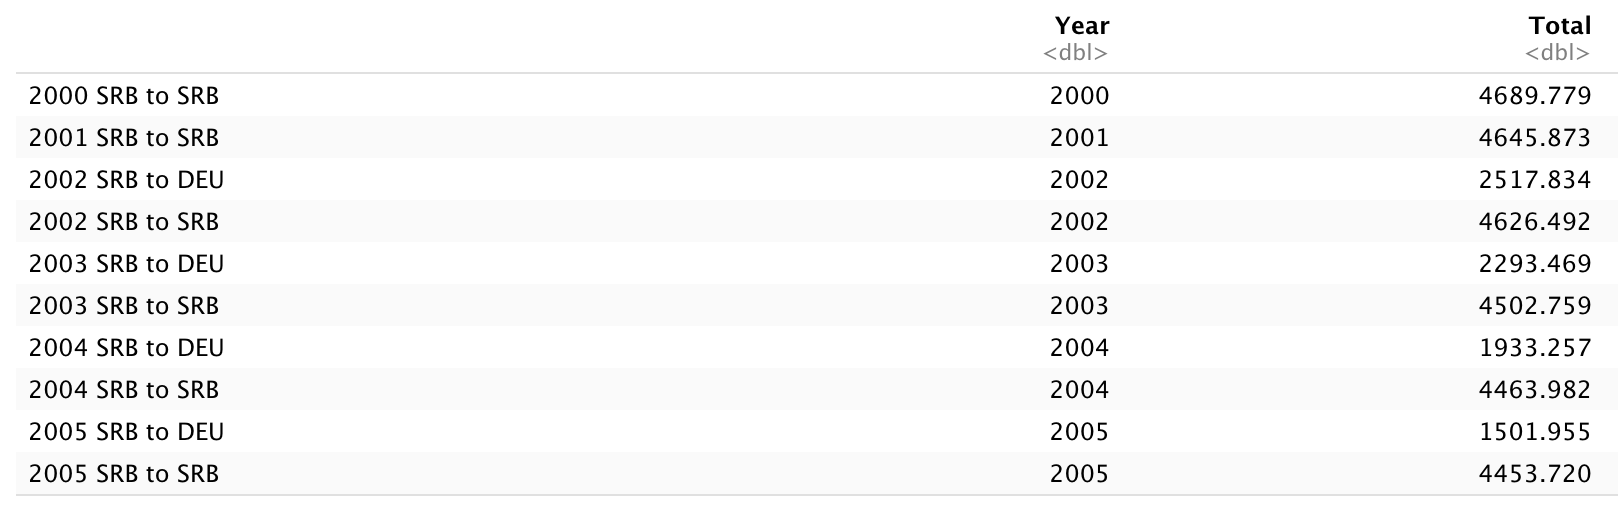 Year Total
<dbl> <dbl>
2000 SRB to SRB 2000 4689.779
2001 SRB to SRB 2001 4645.873
2002 SRB to DEU 2002 2517.834
2002 SRB to SRB 2002 4626.492
2003 SRB to DEU 2003 2293.469
2003 SRB to SRB 2003 4502.759
2004 SRB to DEU 2004 1933.257
2004 SRB to SRB 2004 4463.982
2005 SRB to DEU 2005 1501.955
2005 SRB to SRB 2005 4453.720